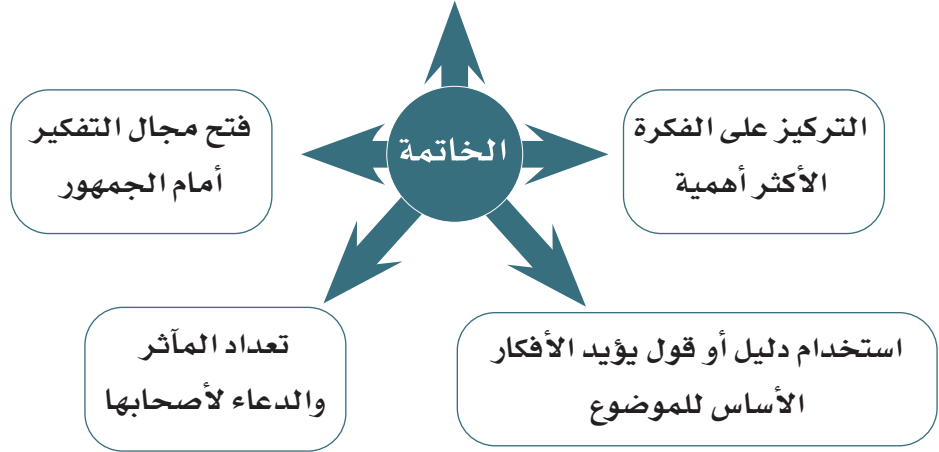 الخاتمة
التركيز على الفكرة
الأكثر أهمية
فتح مجال التفكير
أمام الجمهور
استخدام دليل أو قول يؤيد الأفكار
الأساس للموضوع
تعداد المآثر
والدعاء لأصحابها